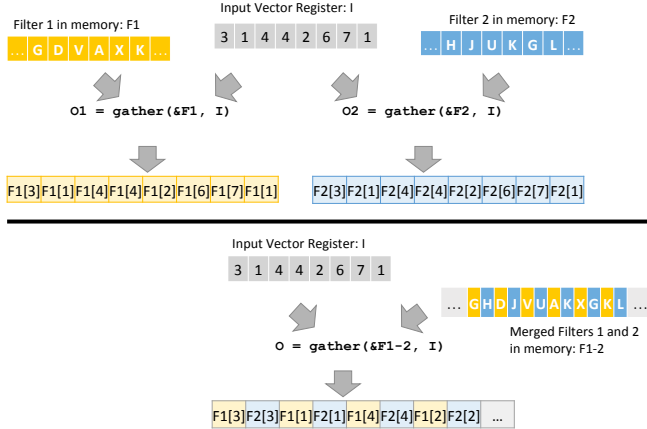 Input Vector Register: I
Filter 1 in memory: F1
Filter 2 in memory: F2
... G D V A X K ...
3 1 4 4 2 6 7 1
... H J U K G L ...
O1 = gather(&F1, I)
O2 = gather(&F2, I)
F1[3] F1[1] F1[4] F1[4] F1[2] F1[6] F1[7] F1[1]
F2[3] F2[1] F2[4] F2[4] F2[2] F2[6] F2[7] F2[1]
Input Vector Register: I
3 1 4 4 2 6 7 1
... G H D J V U A K X G K L ...
Merged Filters 1 and 2
in memory: F1-2
O = gather(&F1-2, I)
F1[3] F2[3] F1[1] F2[1] F1[4] F2[4] F1[2] F2[2] ...